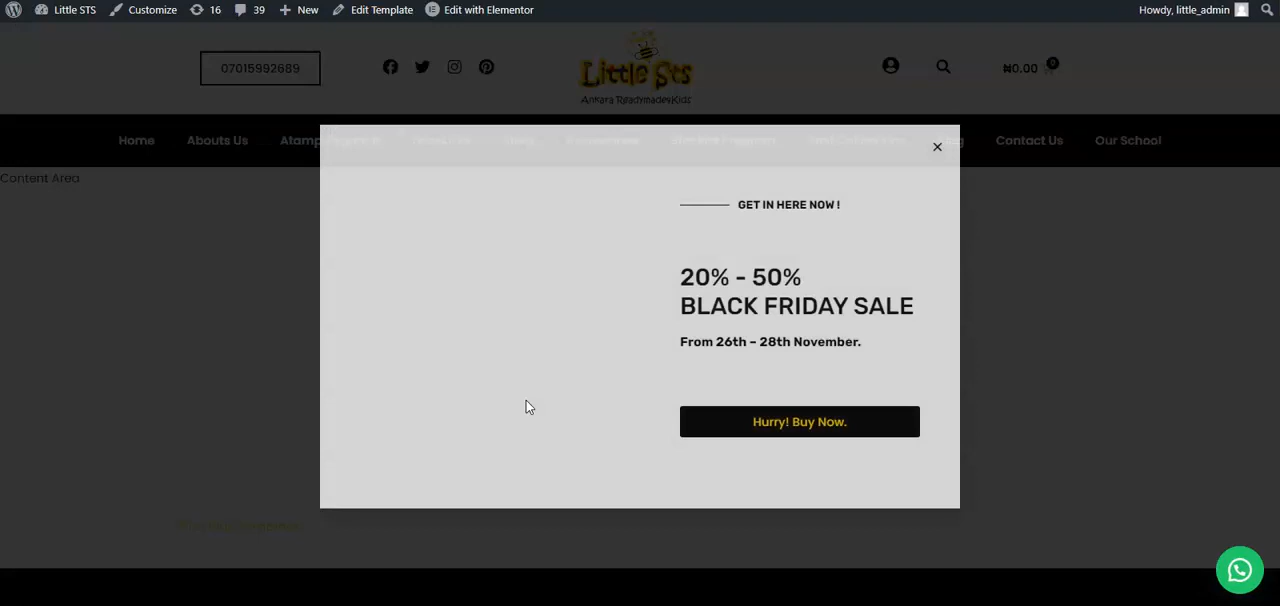 Little STS Customize 16 39 New Edit Template Edit with Elementor Howdy, little_admin
07015992689
Little Sts
Ankara ReadymadesKids
₦0.00 0
Home Abouts Us Contact Us Our School
Content Area
GET IN HERE NOW !
20% - 50%
BLACK FRIDAY SALE
From 26th – 28th November.
Hurry! Buy Now.